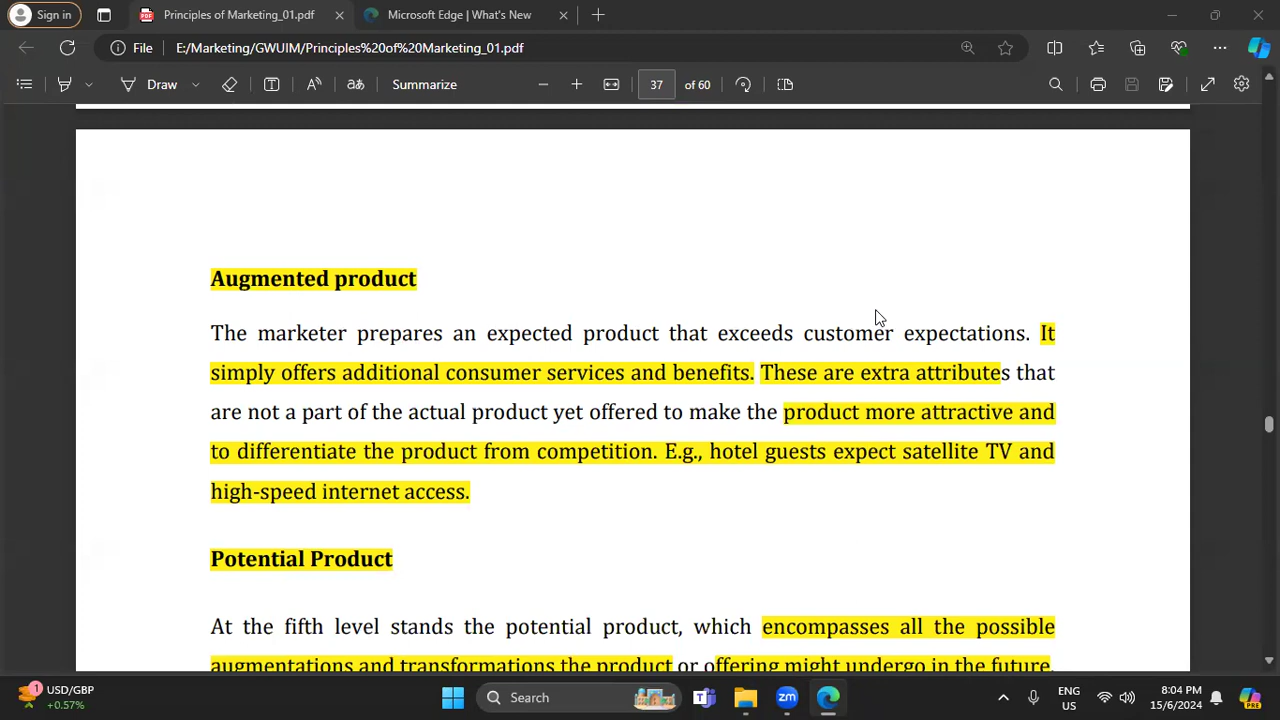 Sign in
Principles of Marketing_01.pdf
Microsoft Edge | What's New
File
E:/Marketing/GWUIM/Principles%20of%20Marketing_01.pdf
Draw
aあ
Summarize
37
of 60
Augmented product
The marketer prepares an expected product that exceeds customer expectations. It
simply offers additional consumer services and benefits. These are extra attributes that
are not a part of the actual product yet offered to make the product more attractive and
to differentiate the product from competition. E.g., hotel guests expect satellite TV and
high-speed internet access.
Potential Product
At the fifth level stands the potential product, which encompasses all the possible
augmentations and transformations the product or offering might undergo in the future.
1
USD/GBP
+0.57%
Search
zm
ENG
US
8:04 PM
15/6/2024
PRE